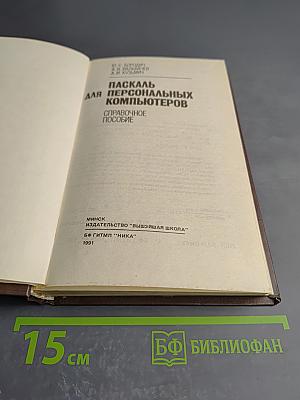 Ю. С. БОРОДИЧ
А. Н. ВАЛЬВАЧЕВ
А. И. КУЗЬМИЧ
ПАСКАЛЬ
ДЛЯ ПЕРСОНАЛЬНЫХ
КОМПЬЮТЕРОВ
СПРАВОЧНОЕ
ПОСОБИЕ
МИНСК
ИЗДАТЕЛЬСТВО "ВЫШЭЙШАЯ ШКОЛА"
БФ ГИТМП "НИКА"
1991
15 см
БФ БИБЛИОФАН